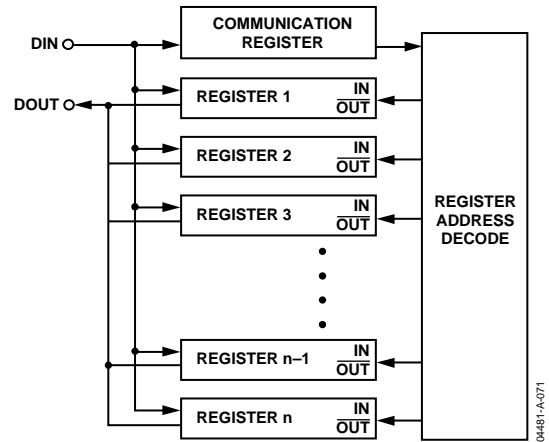 COMMUNICATION
REGISTER
DIN
DOUT
REGISTER 1
IN
OUT
REGISTER 2
IN
OUT
REGISTER 3
IN
OUT
REGISTER
ADDRESS
DECODE
REGISTER n–1
IN
OUT
REGISTER n
IN
OUT
04481-A-071